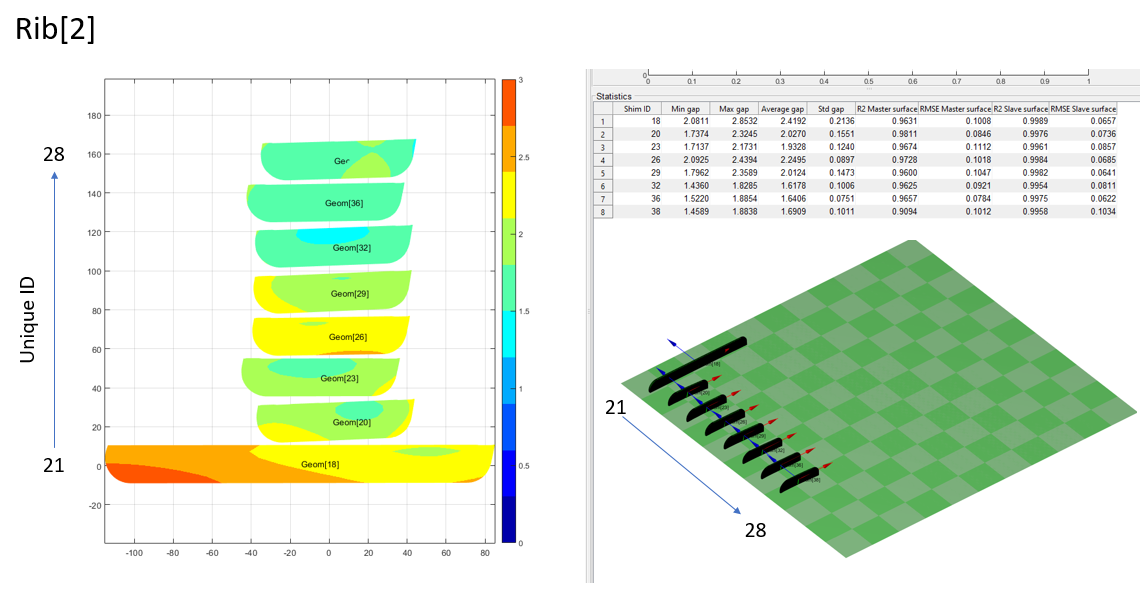 Rib[2]
28
Unique ID
21
180
160
140
120
100
80
60
40
20
0
-20
-100
-80
-60
-40
-20
0
20
40
60
80
Geom[36]
Geom[32]
Geom[29]
Geom[26]
Geom[23]
Geom[20]
Geom[18]
3
2.5
2
1.5
1
0.5
0
0
0 0.1 0.2 0.3 0.4 0.5 0.6 0.7 0.8 0.9 1
Statistics
Shim ID Min gap Max gap Average gap Std gap R2 Master surface RMSE Master surface R2 Slave surface RMSE Slave surface
1 18 2.0811 2.8532 2.4192 0.2136 0.9631 0.1008 0.9989 0.0657
2 20 1.7374 2.3245 2.0270 0.1551 0.9811 0.0846 0.9976 0.0736
3 23 1.7137 2.1731 1.9328 0.1240 0.9674 0.1112 0.9961 0.0857
4 26 2.0925 2.4394 2.2495 0.0897 0.9728 0.1018 0.9984 0.0685
5 29 1.7962 2.3589 2.0124 0.1473 0.9600 0.1047 0.9982 0.0641
6 32 1.4360 1.8285 1.6178 0.1006 0.9625 0.0921 0.9954 0.0811
7 36 1.5220 1.8854 1.6406 0.0751 0.9657 0.0784 0.9975 0.0622
8 38 1.4589 1.8838 1.6909 0.1011 0.9094 0.1012 0.9958 0.1034
21
28